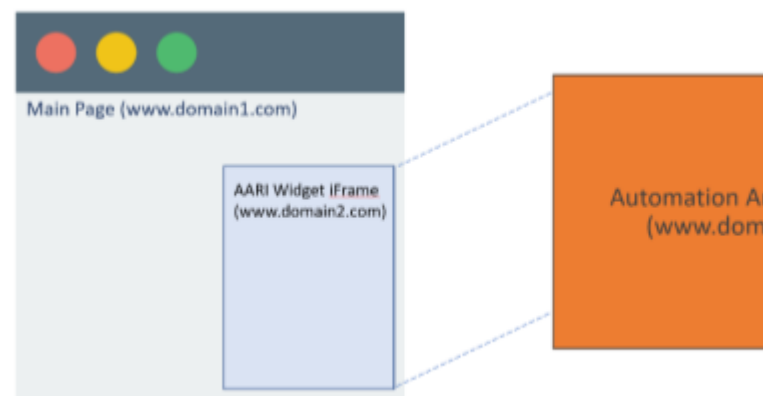 Main Page (www.domain1.com)
AARI Widget iFrame
(www.domain2.com)
Automation A
(www.dom